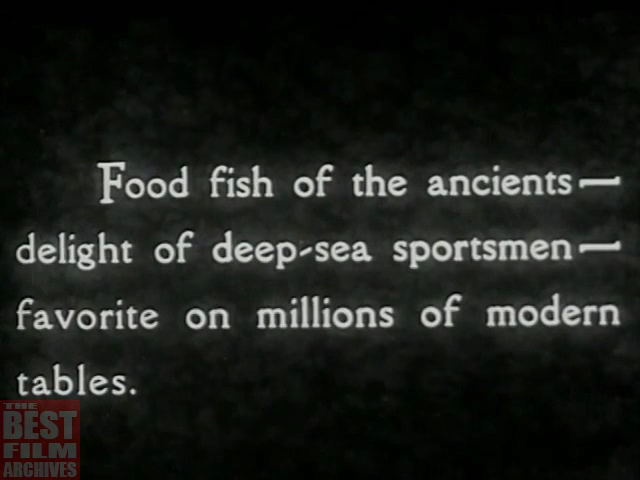 Food fish of the ancients—
delight of deep-sea sportsmen—
favorite on millions of modern
tables.
THE
BEST
FILM
ARCHIVES